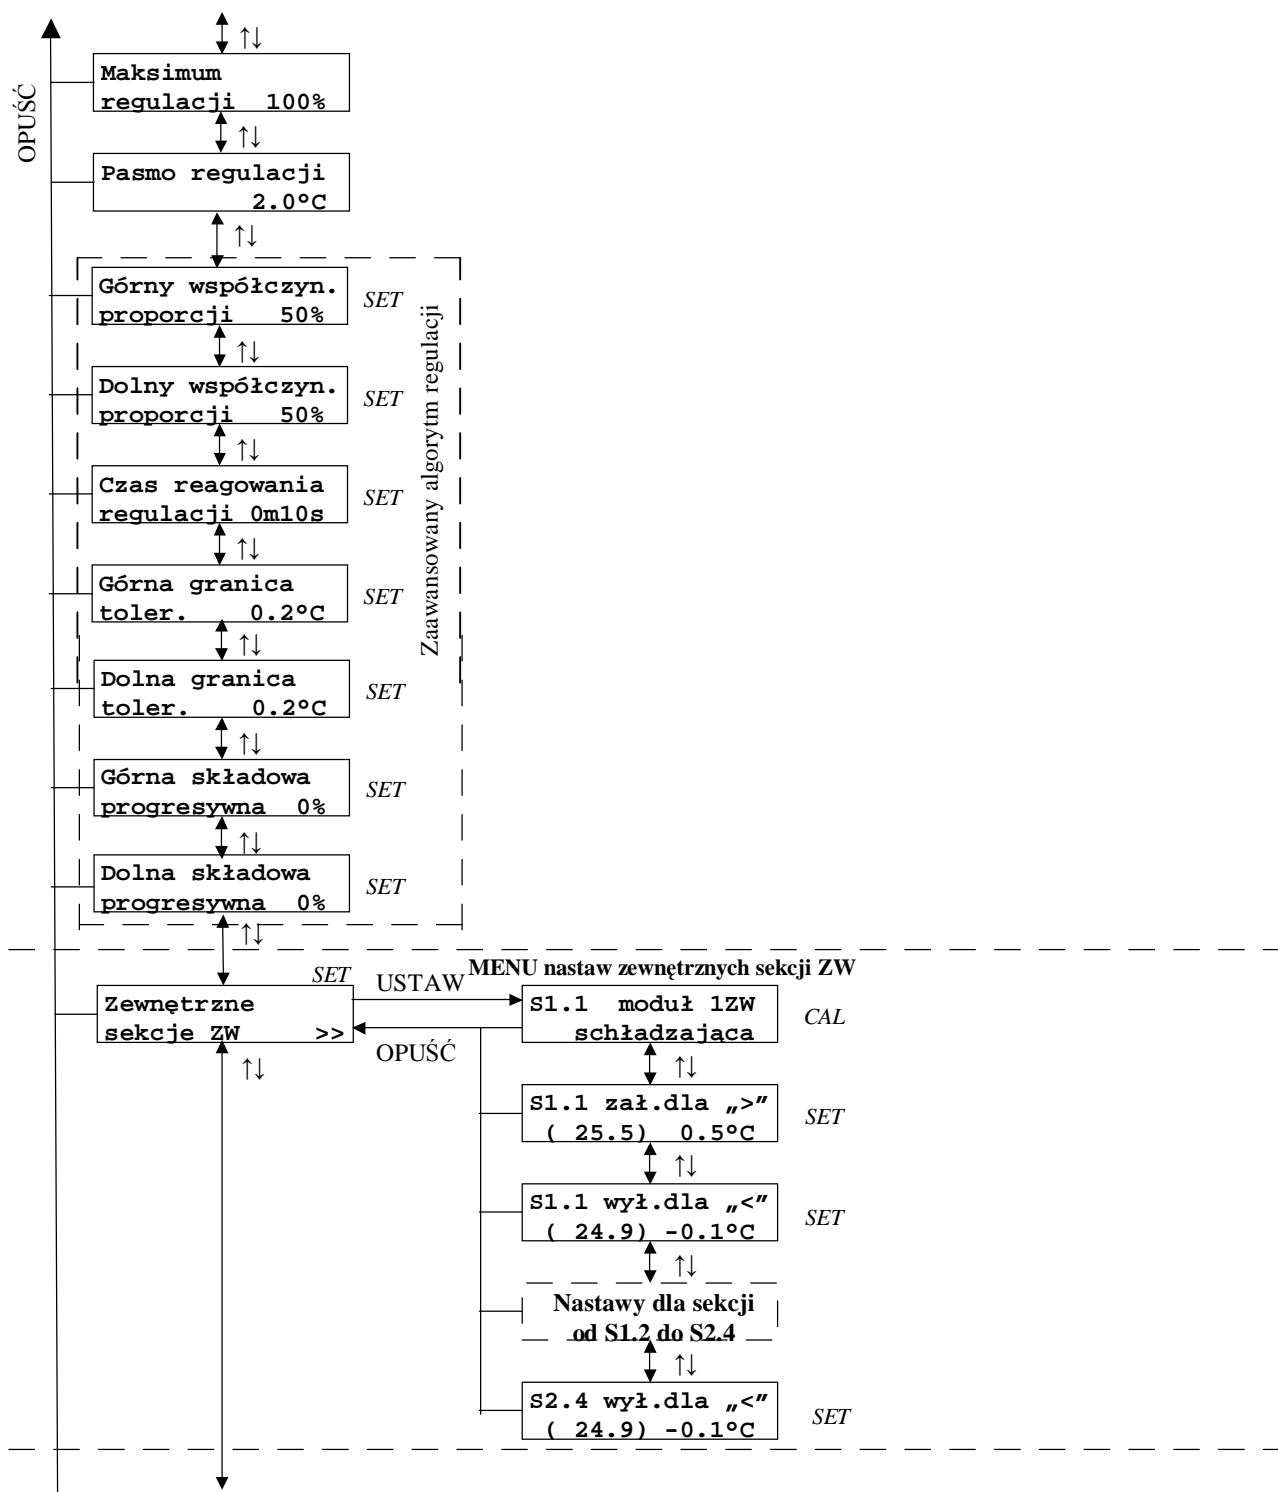 ↑↓
OPUŚĆ
Maksimum
regulacji 100%
↑↓
Pasmo regulacji
2.0°C
↑↓
Zaawansowany algorytm regulacji
Górny współczyn.
proporcji 50%
SET
↑↓
Dolny współczyn.
proporcji 50%
SET
↑↓
Czas reagowania
regulacji 0m10s
SET
↑↓
Górna granica
toler. 0.2°C
SET
↑↓
Dolna granica
toler. 0.2°C
SET
↑↓
Górna składowa
progresywna 0%
SET
↑↓
Dolna składowa
progresywna 0%
SET
↑↓
SET
Zewnętrzne
sekcje ZW >>
↑↓
USTAW
OPUŚĆ
MENU nastaw zewnętrznych sekcji ZW
S1.1 moduł 1ZW
schładzająca
CAL
↑↓
S1.1 zał.dla „>”
( 25.5) 0.5°C
SET
↑↓
S1.1 wył.dla „<”
( 24.9) -0.1°C
SET
↑↓
Nastawy dla sekcji
od S1.2 do S2.4
↑↓
S2.4 wył.dla „<”
( 24.9) -0.1°C
SET